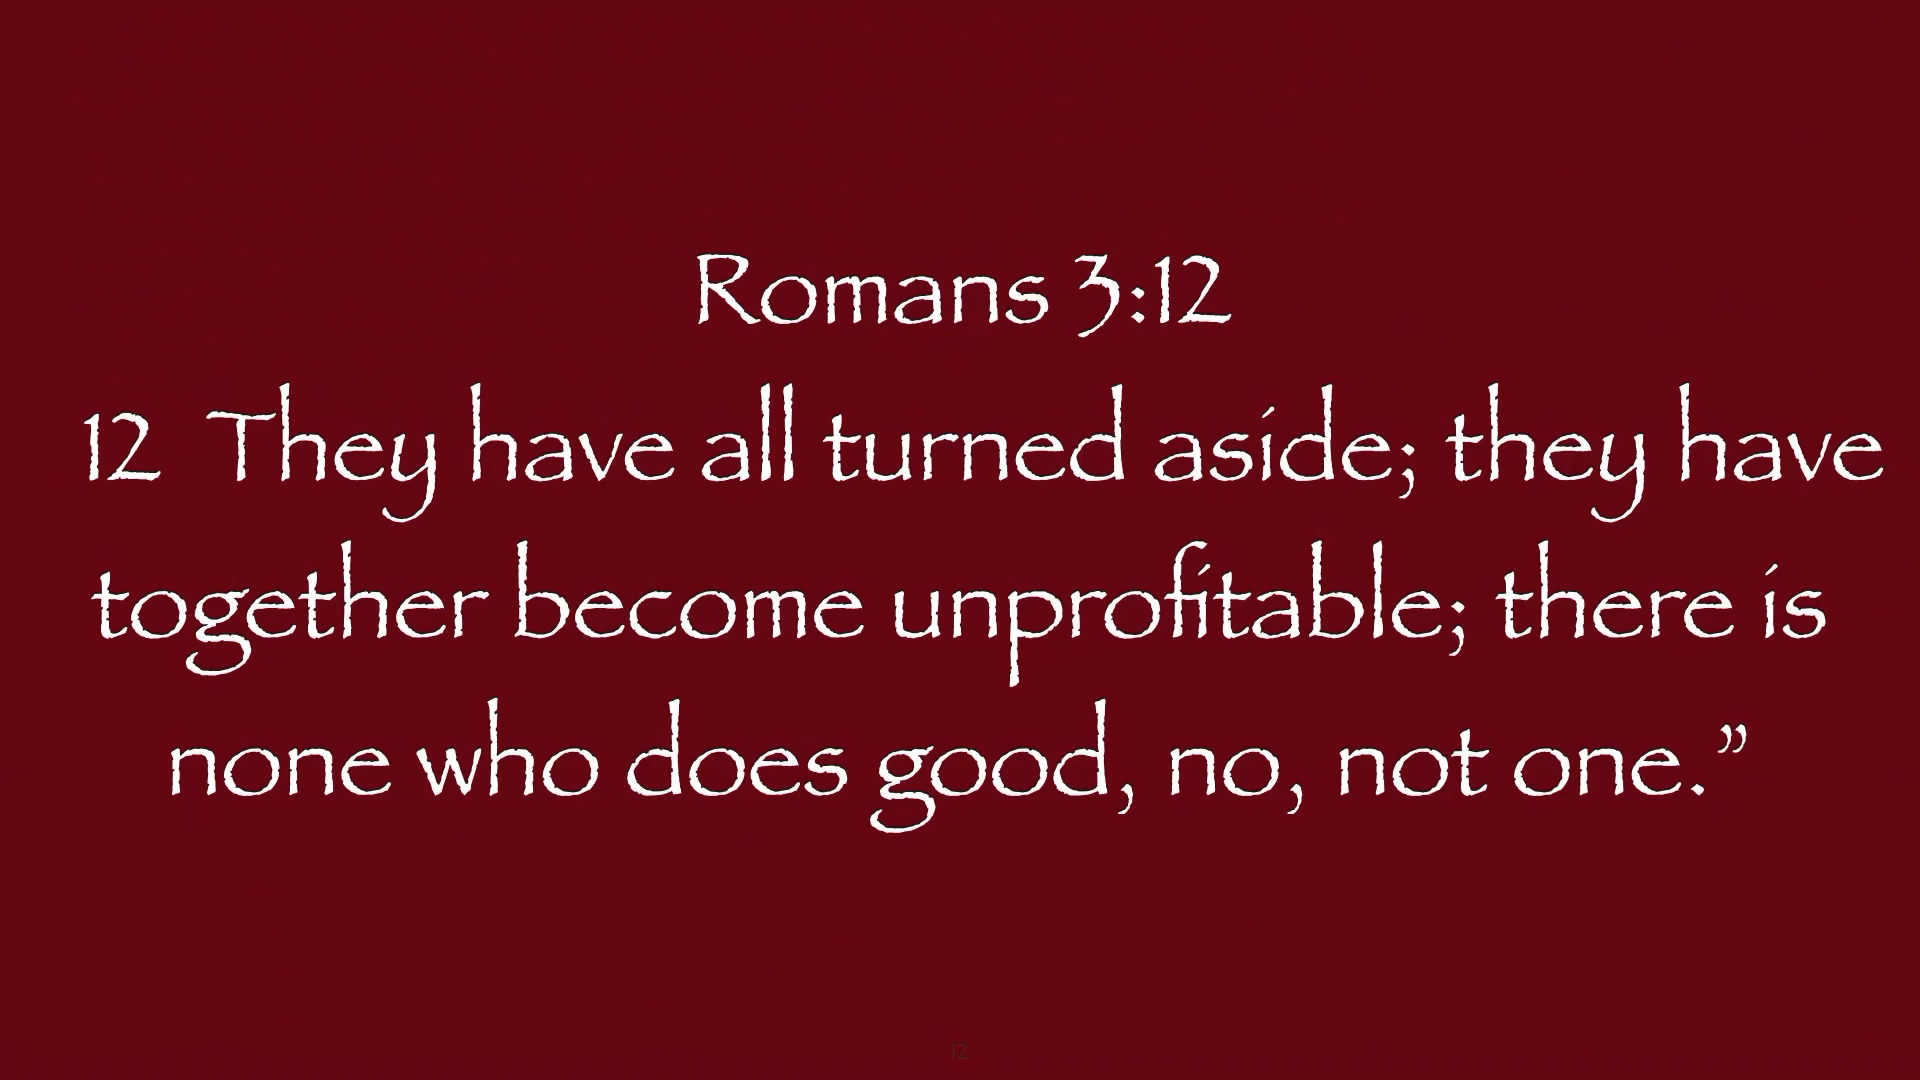 Romans 3:12
12  They have all turned aside; they have
together become unprofitable; there is
none who does good, no, not one.”
12